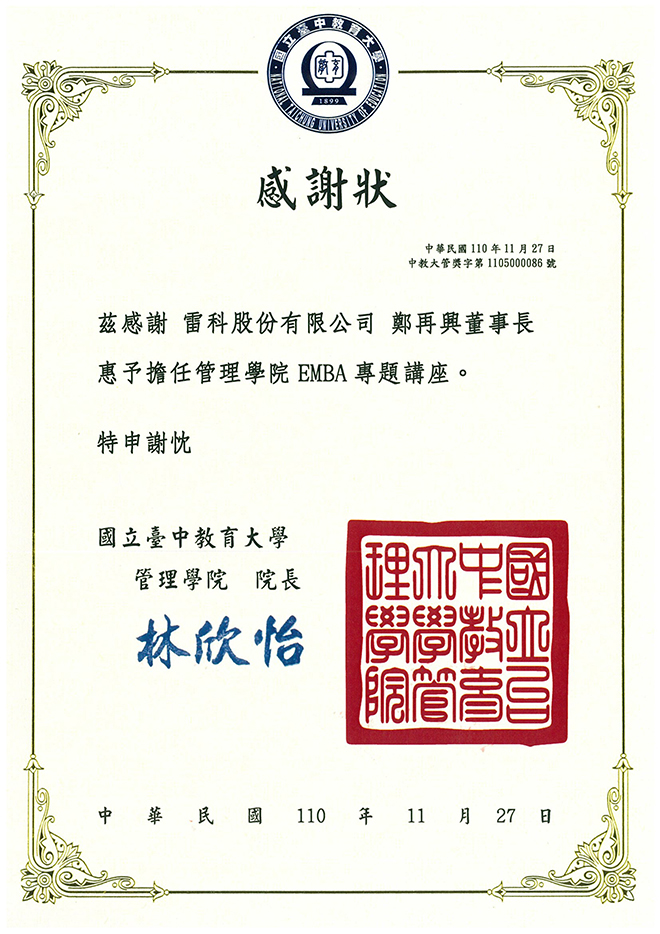 國立臺中教育大學
NATIONAL TAICHUNG UNIVERSITY OF EDUCATION
教育
1899
感謝狀
中華民國 110 年 11 月 27 日
中教大管獎字第 1105000086 號
茲感謝 雷科股份有限公司 鄭再興董事長
惠予擔任管理學院 EMBA 專題講座。
特申謝忱
國立臺中教育大學
管理學院 院長
林欣怡
國立台
中教育
大學管
理學院
中華民國 110 年 11 月 27 日